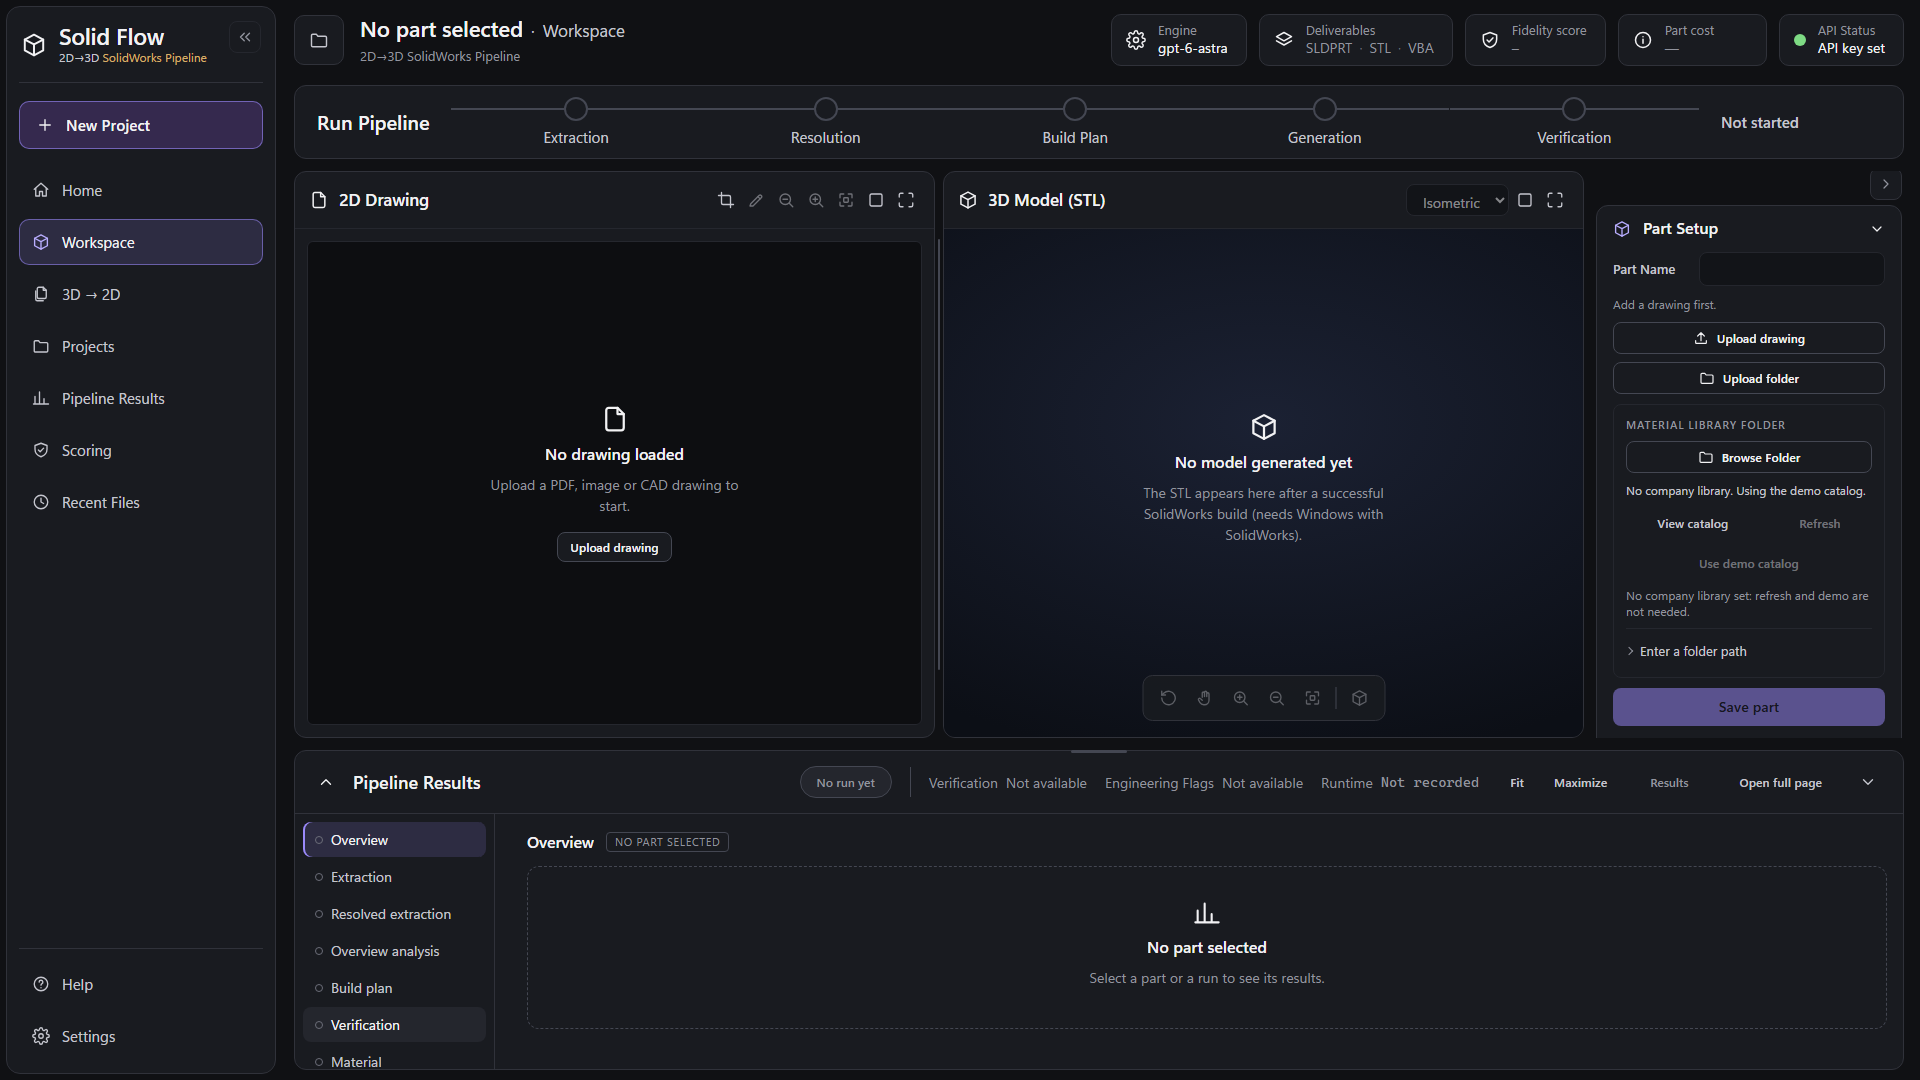 Solid Flow
2D→3D SolidWorks Pipeline
New Project
Home
Workspace
3D → 2D
Projects
Pipeline Results
Scoring
Recent Files
Help
Settings
No part selected · Workspace
2D→3D SolidWorks Pipeline
Engine
gpt-6-astra
Deliverables
SLDPRT · STL · VBA
Fidelity score
–
Part cost
—
API Status
API key set
Run Pipeline
Extraction
Resolution
Build Plan
Generation
Verification
Not started
2D Drawing
No drawing loaded
Upload a PDF, image or CAD drawing to
start.
Upload drawing
3D Model (STL)
Isometric
No model generated yet
The STL appears here after a successful
SolidWorks build (needs Windows with
SolidWorks).
Part Setup
Part Name
Add a drawing first.
Upload drawing
Upload folder
MATERIAL LIBRARY FOLDER
Browse Folder
No company library. Using the demo catalog.
View catalog Refresh
Use demo catalog
No company library set: refresh and demo are
not needed.
Enter a folder path
Save part
Pipeline Results
No run yet
Verification Not available Engineering Flags Not available Runtime Not recorded
Fit Maximize Results Open full page
Overview
Extraction
Resolved extraction
Overview analysis
Build plan
Verification
Material
Overview NO PART SELECTED
No part selected
Select a part or a run to see its results.